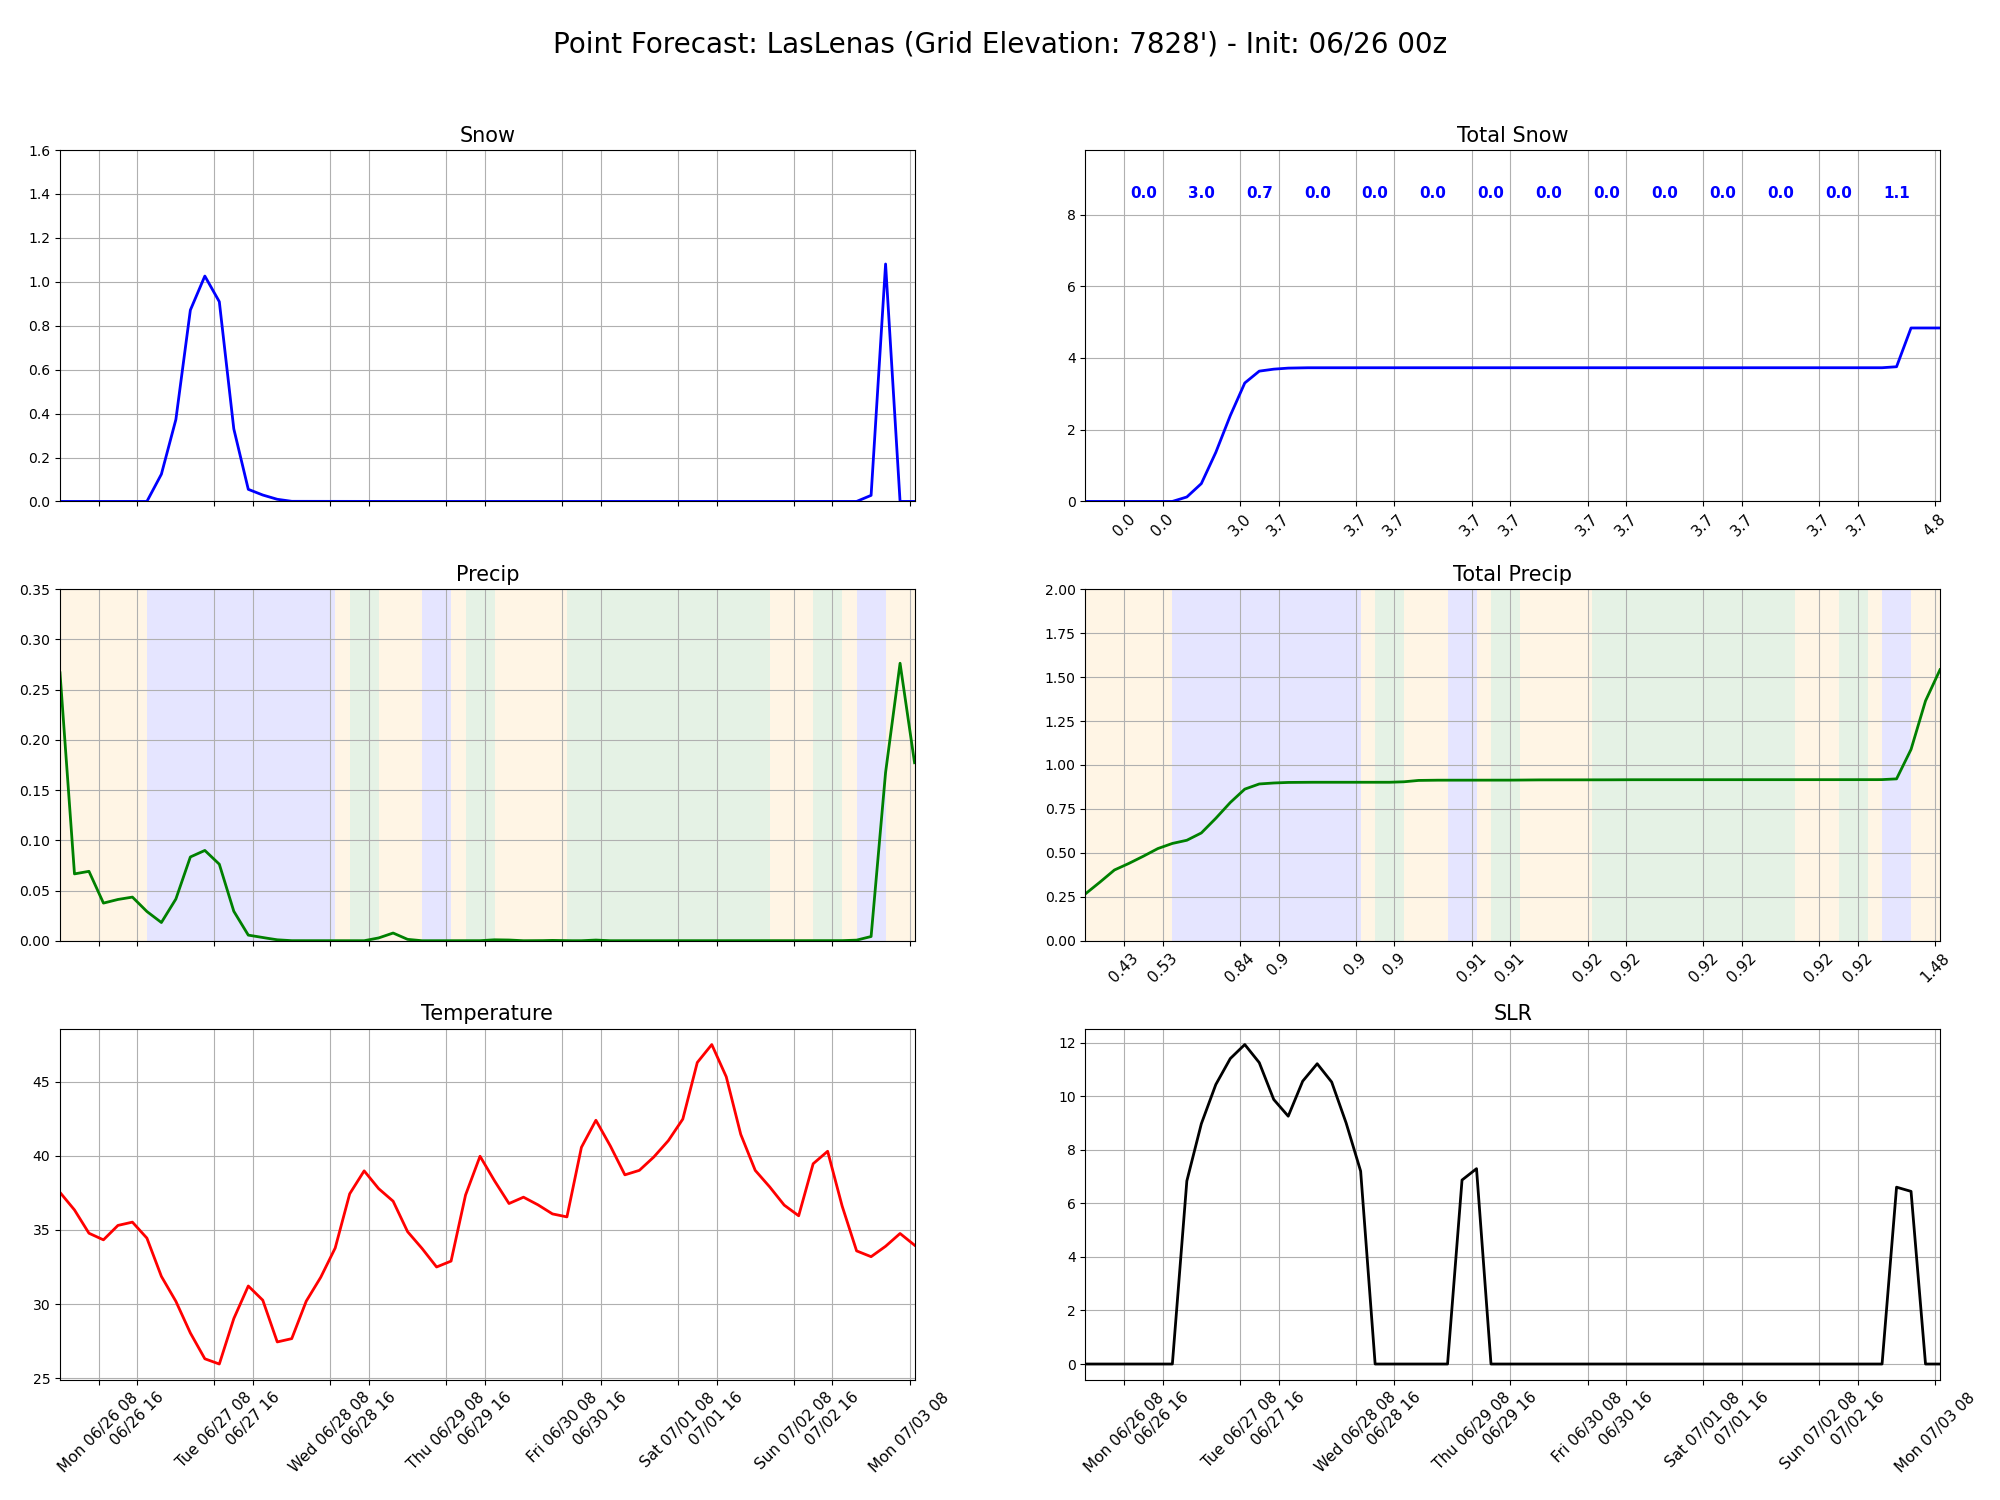 Point Forecast: LasLenas (Grid Elevation: 7828') - Init: 06/26 00z
Snow
1.6
1.4
1.2
1.0
0.8
0.6
0.4
0.2
0.0
Total Snow
0.0 3.0 0.7 0.0 0.0 0.0 0.0 0.0 0.0 0.0 0.0 0.0 0.0 1.1
8
6
4
2
0
0.0 0.0 3.0 3.7 3.7 3.7 3.7 3.7 3.7 3.7 3.7 3.7 3.7 3.7 4.8
Precip
0.35
0.30
0.25
0.20
0.15
0.10
0.05
0.00
Total Precip
2.00
1.75
1.50
1.25
1.00
0.75
0.50
0.25
0.00
0.43 0.53 0.84 0.9 0.9 0.9 0.91 0.91 0.92 0.92 0.92 0.92 0.92 0.92 1.48
Temperature
45
40
35
30
25
Mon 06/26 08
06/26 16
Tue 06/27 08
06/27 16
Wed 06/28 08
06/28 16
Thu 06/29 08
06/29 16
Fri 06/30 08
06/30 16
Sat 07/01 08
07/01 16
Sun 07/02 08
07/02 16
Mon 07/03 08
SLR
12
10
8
6
4
2
0
Mon 06/26 08
06/26 16
Tue 06/27 08
06/27 16
Wed 06/28 08
06/28 16
Thu 06/29 08
06/29 16
Fri 06/30 08
06/30 16
Sat 07/01 08
07/01 16
Sun 07/02 08
07/02 16
Mon 07/03 08